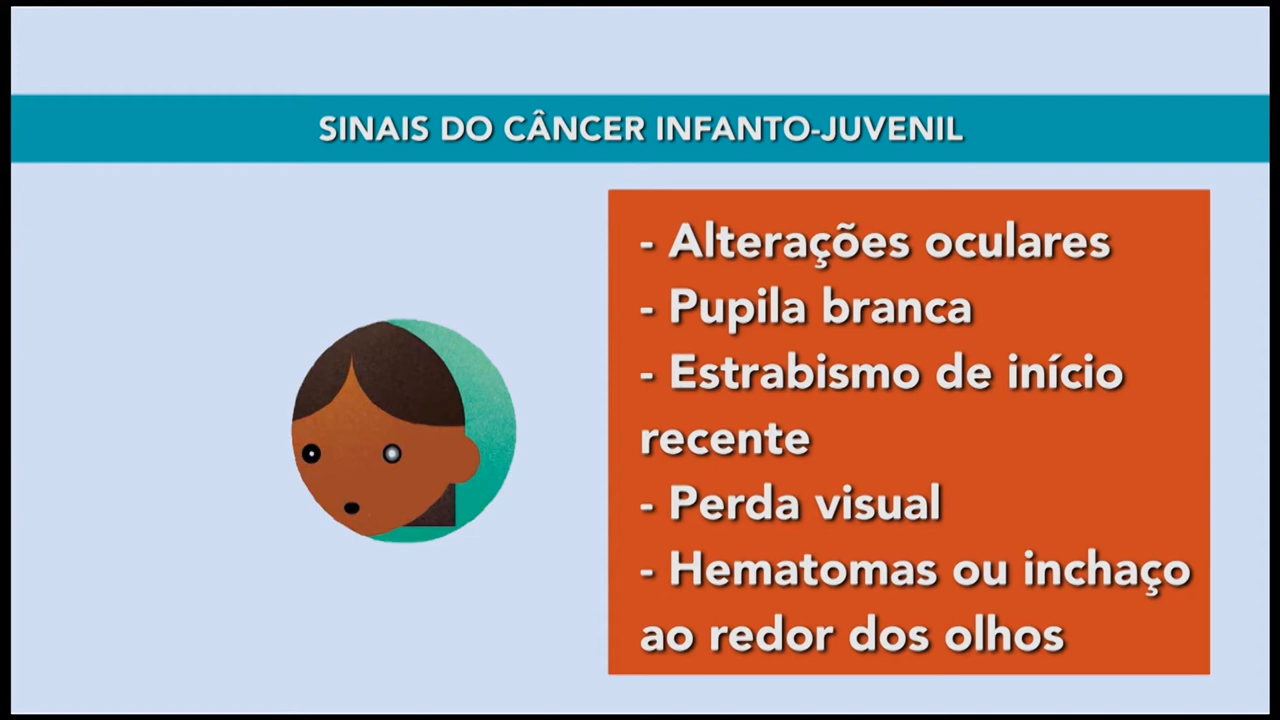 SINAIS DO CÂNCER INFANTO-JUVENIL
- Alterações oculares
- Pupila branca
- Estrabismo de início
recente
- Perda visual
- Hematomas ou inchaço
ao redor dos olhos